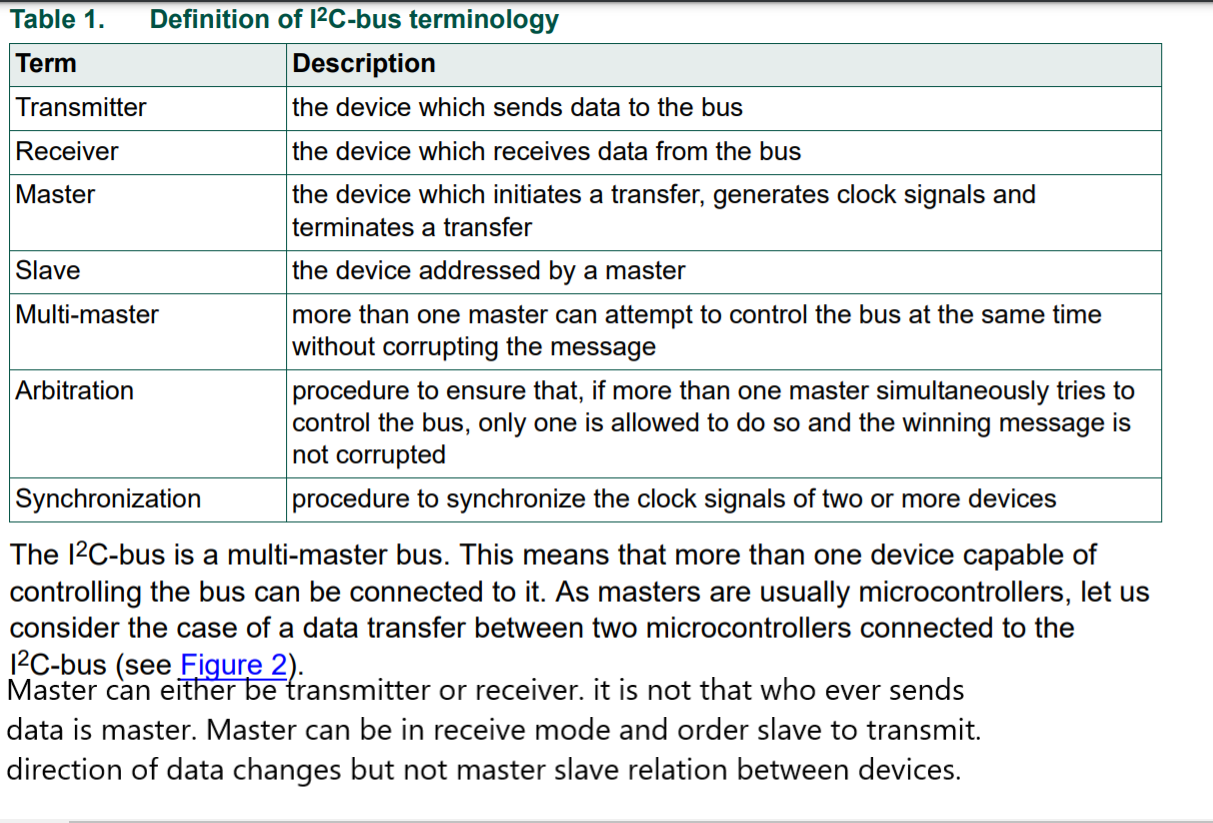 Table 1. Definition of I²C-bus terminology
Term Description
Transmitter the device which sends data to the bus
Receiver the device which receives data from the bus
Master the device which initiates a transfer, generates clock signals and
terminates a transfer
Slave the device addressed by a master
Multi-master more than one master can attempt to control the bus at the same time
without corrupting the message
Arbitration procedure to ensure that, if more than one master simultaneously tries to
control the bus, only one is allowed to do so and the winning message is
not corrupted
Synchronization procedure to synchronize the clock signals of two or more devices
The I²C-bus is a multi-master bus. This means that more than one device capable of
controlling the bus can be connected to it. As masters are usually microcontrollers, let us
consider the case of a data transfer between two microcontrollers connected to the
I²C-bus (see Figure 2).
Master can either be transmitter or receiver. it is not that who ever sends
data is master. Master can be in receive mode and order slave to transmit.
direction of data changes but not master slave relation between devices.